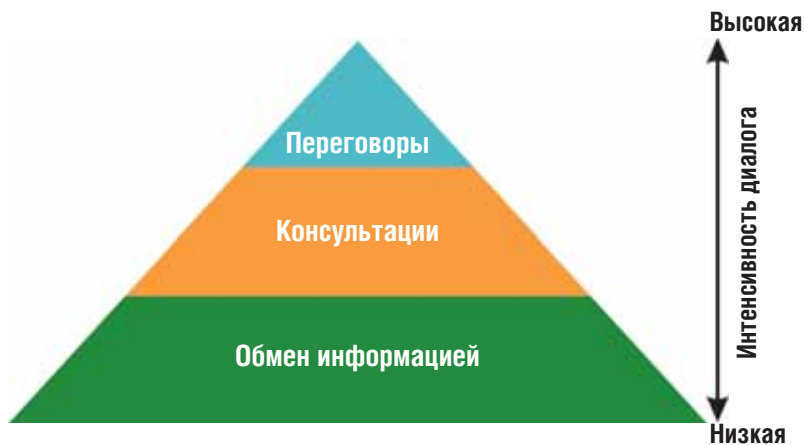 Высокая
Переговоры
Консультации
Обмен информацией
Интенсивность диалога
Низкая